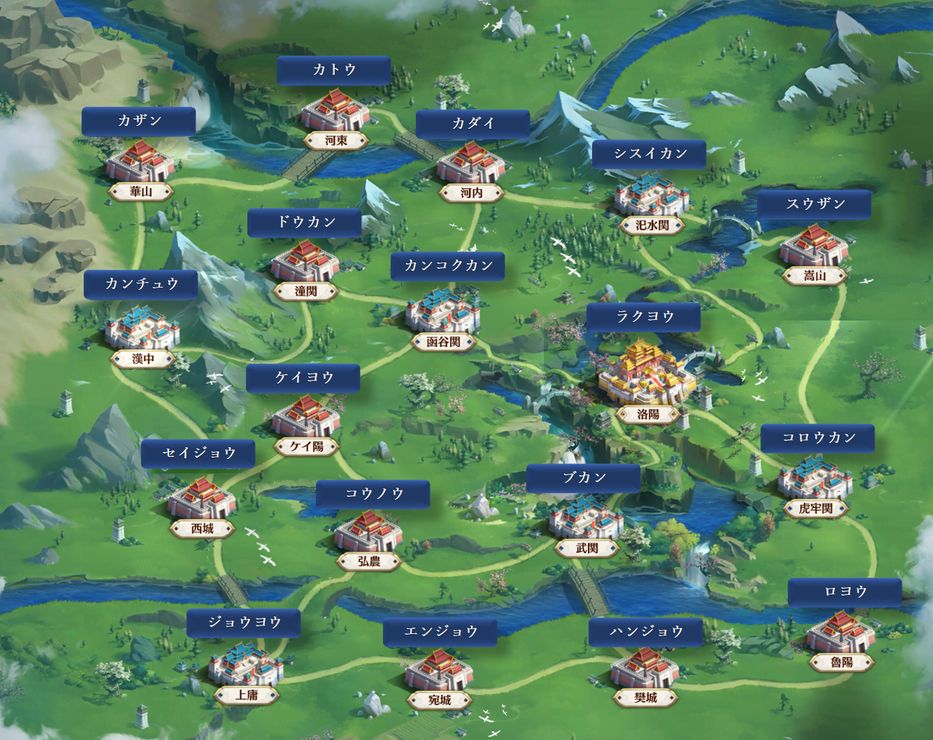 カトウ
河東
カザン
華山
カダイ
河内
シスイカン
汜水関
スウザン
嵩山
ドウカン
潼関
カンコクカン
函谷関
カンチュウ
漢中
ラクヨウ
洛陽
ケイヨウ
ケイ陽
コロウカン
虎牢関
セイジョウ
西城
コウノウ
弘農
ブカン
武関
ロヨウ
魯陽
ジョウヨウ
上庸
エンジョウ
宛城
ハンジョウ
樊城